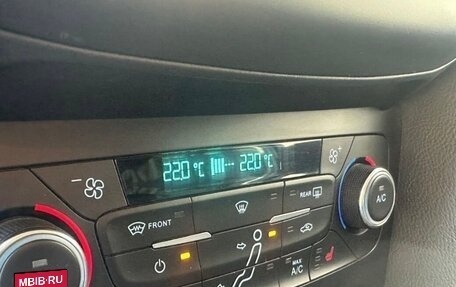 22.0 °C 22.0 °C
FRONT
REAR
A/C
MAX
A/C
MBIB.RU